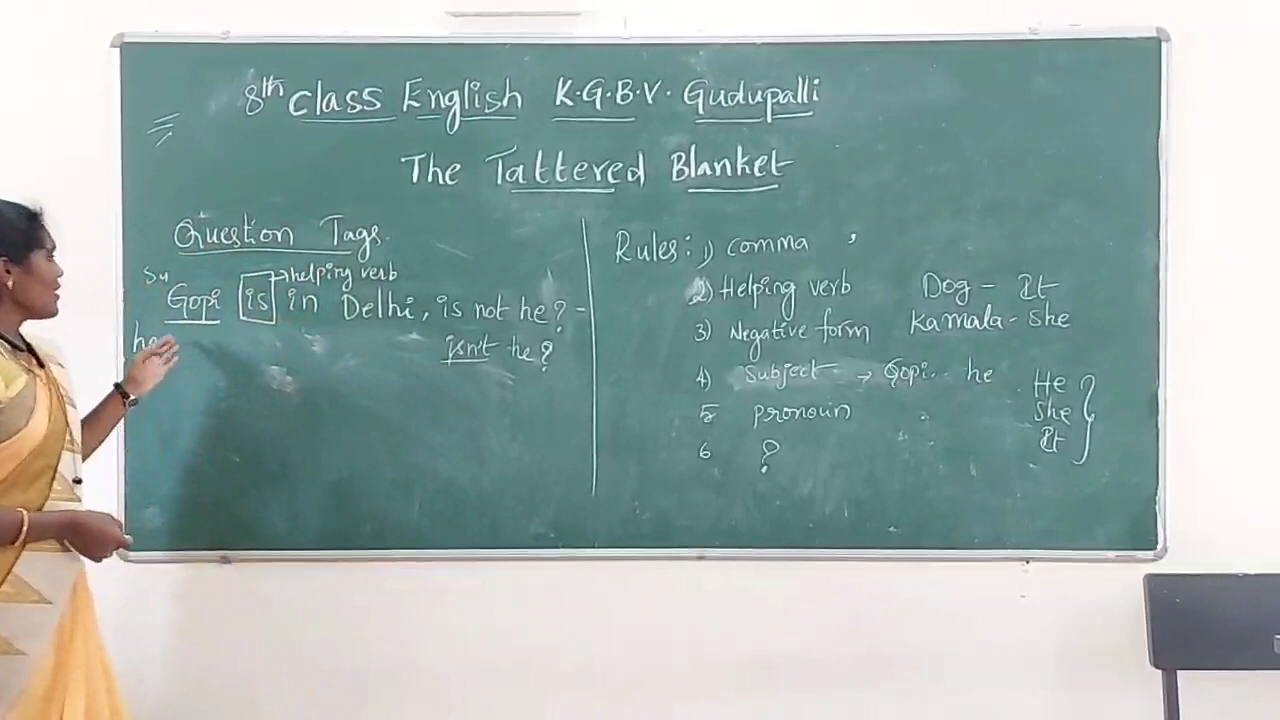 8th class English K.G.B.V. Gudupalli
The Tattered Blanket
Question Tags.
Su
helping verb
Gopi is in Delhi, is not he? -
he
isn't he?
Rules: 1) comma ,
2) Helping verb
3) Negative form
4) Subject → Gopi.. he
5 pronoun
6 ?
Dog - It
Kamala - She
He
She
It